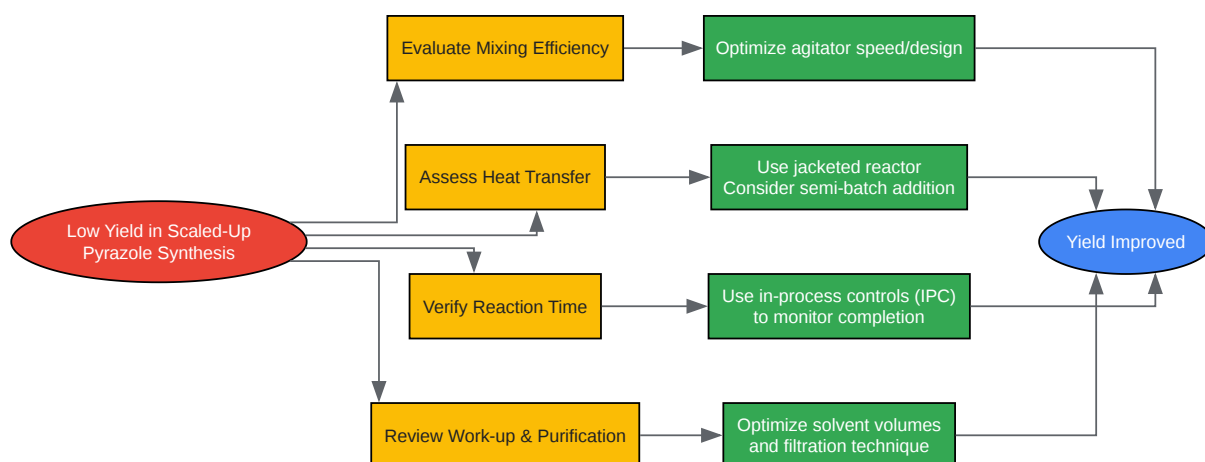 Evaluate Mixing Efficiency
Optimize agitator speed/design
Assess Heat Transfer
Use jacketed reactor
Consider semi-batch addition
Low Yield in Scaled-Up
Pyrazole Synthesis
Yield Improved
Verify Reaction Time
Use in-process controls (IPC)
to monitor completion
Review Work-up & Purification
Optimize solvent volumes
and filtration technique